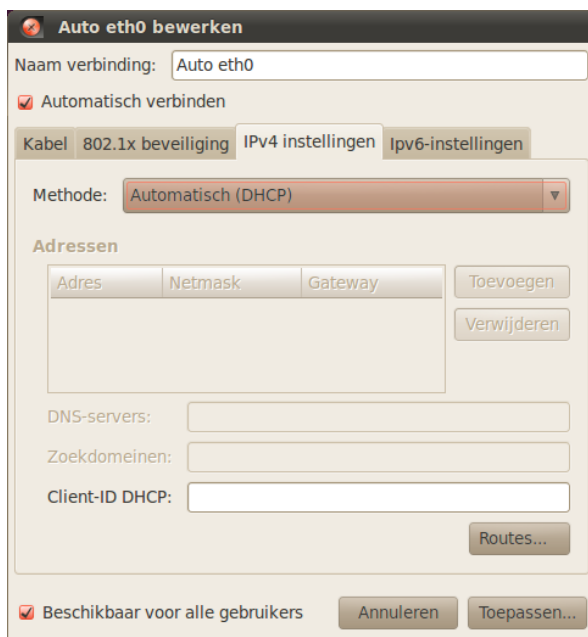 Auto eth0 bewerken
Naam verbinding: Auto eth0
Automatisch verbinden
Kabel 802.1x beveiliging IPv4 instellingen Ipv6-instellingen
Methode: Automatisch (DHCP)
Adressen
Adres Netmask Gateway Toevoegen
Verwijderen
DNS-servers:
Zoekdomeinen:
Client-ID DHCP:
Routes...
Beschikbaar voor alle gebruikers Annuleren Toepassen...